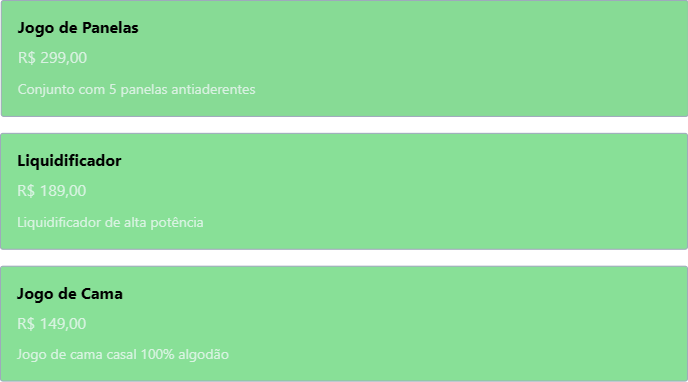 Jogo de Panelas
R$ 299,00
Conjunto com 5 panelas antiaderentes
Liquidificador
R$ 189,00
Liquidificador de alta potência
Jogo de Cama
R$ 149,00
Jogo de cama casal 100% algodão